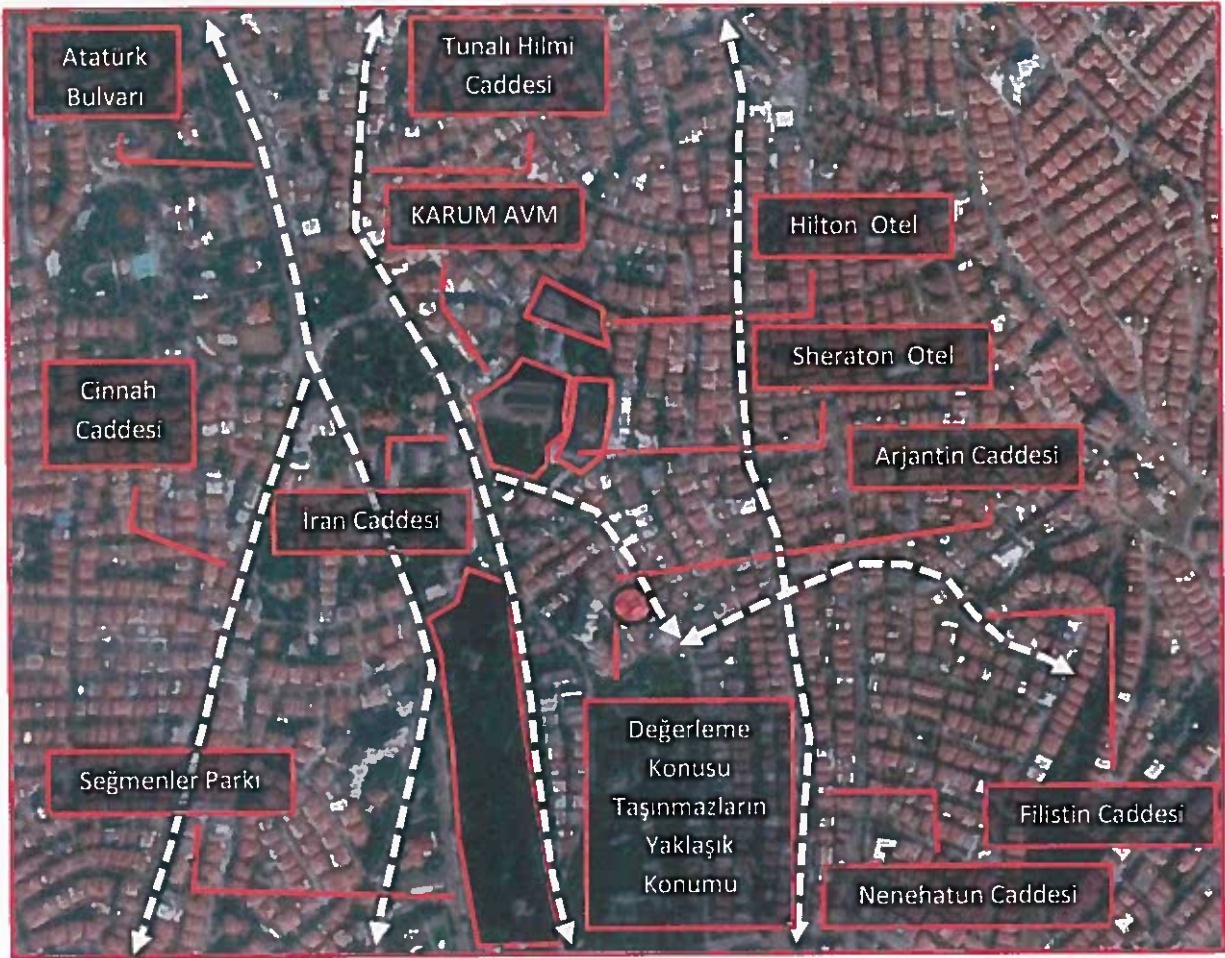 Atatürk
Bulvarı
Tunalı Hilmi
Caddesi
KARUM AVM
Hilton Otel
Sheraton Otel
Cinnah
Caddesi
Arjantin Caddesi
İran Caddesi
Değerleme
Konusu
Taşınmazların
Yaklaşık
Konumu
Seğmenler Parkı
Filistin Caddesi
Nenehatun Caddesi